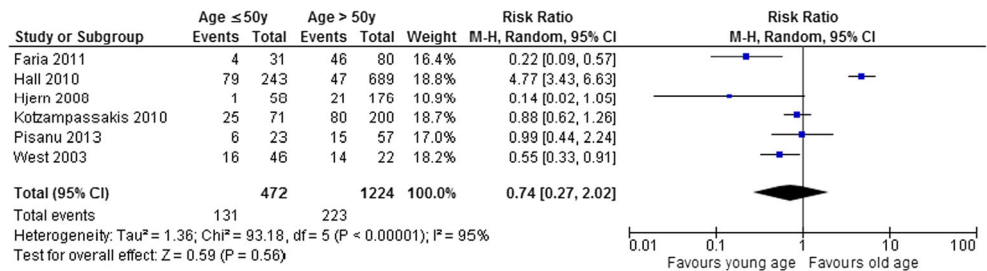 Age ≤50y Age > 50y Risk Ratio Risk Ratio
Study or Subgroup Events Total Events Total Weight M-H, Random, 95% CI M-H, Random, 95% CI
Faria 2011 4 31 46 80 16.4% 0.22 [0.09, 0.57]
Hall 2010 79 243 47 689 18.8% 4.77 [3.43, 6.63]
Hjern 2008 1 58 21 176 10.9% 0.14 [0.02, 1.05]
Kotzampassakis 2010 25 71 80 200 18.7% 0.88 [0.62, 1.26]
Pisanu 2013 6 23 15 57 17.0% 0.99 [0.44, 2.24]
West 2003 16 46 14 22 18.2% 0.55 [0.33, 0.91]
Total (95% CI) 472 1224 100.0% 0.74 [0.27, 2.02]
Total events 131 223
Heterogeneity: Tau² = 1.36; Chi² = 93.18, df = 5 (P < 0.00001); I² = 95%
Test for overall effect: Z = 0.59 (P = 0.56)
0.01 0.1 1 10 100
Favours young age Favours old age